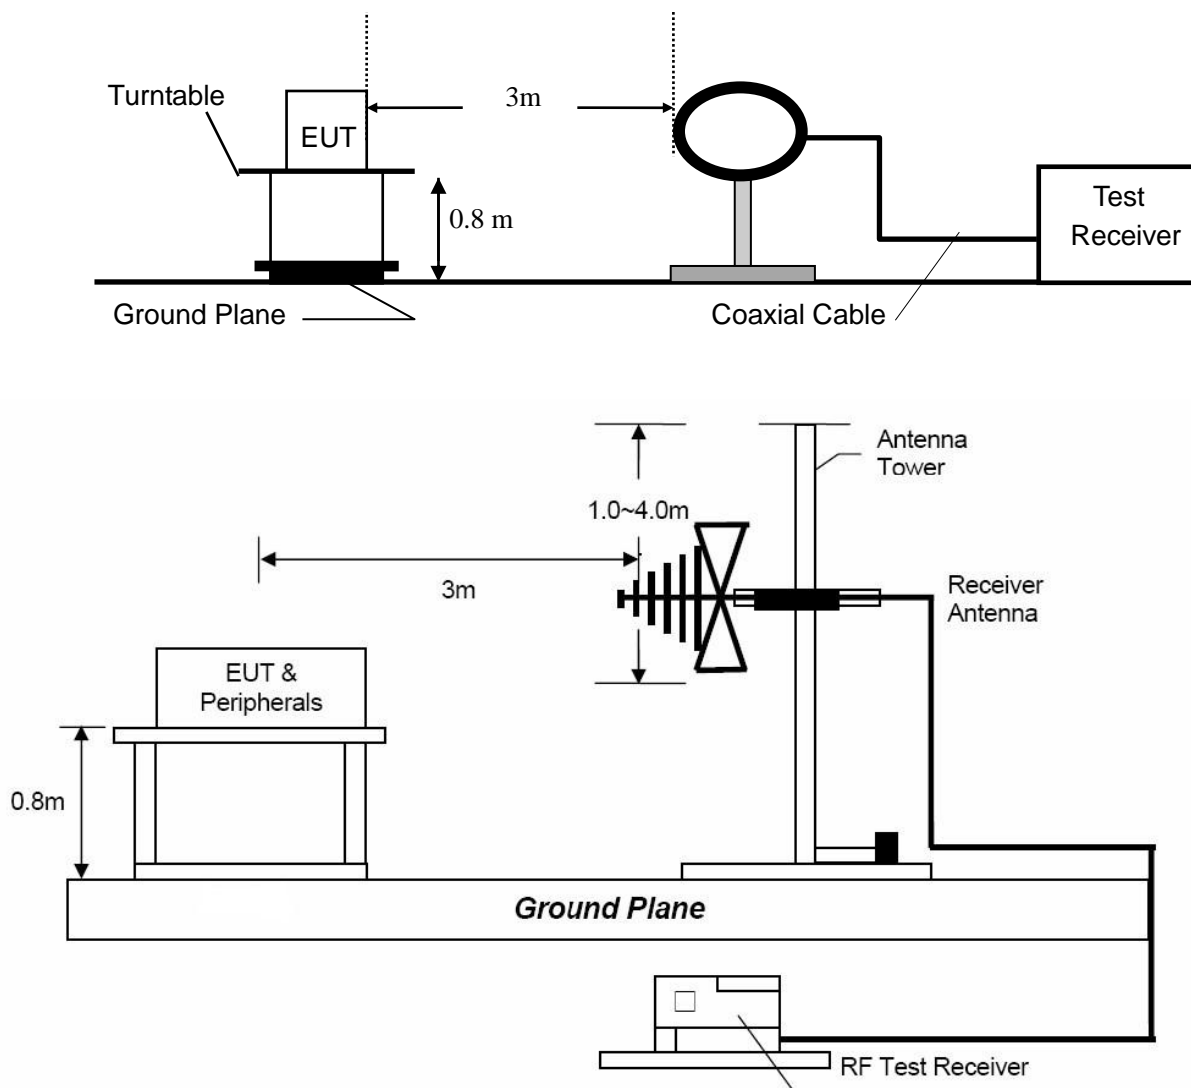 Turntable
3m
EUT
0.8 m
Test
Receiver
Ground Plane
Coaxial Cable
Antenna
Tower
1.0~4.0m
3m
Receiver
Antenna
EUT &
Peripherals
0.8m
Ground Plane
RF Test Receiver